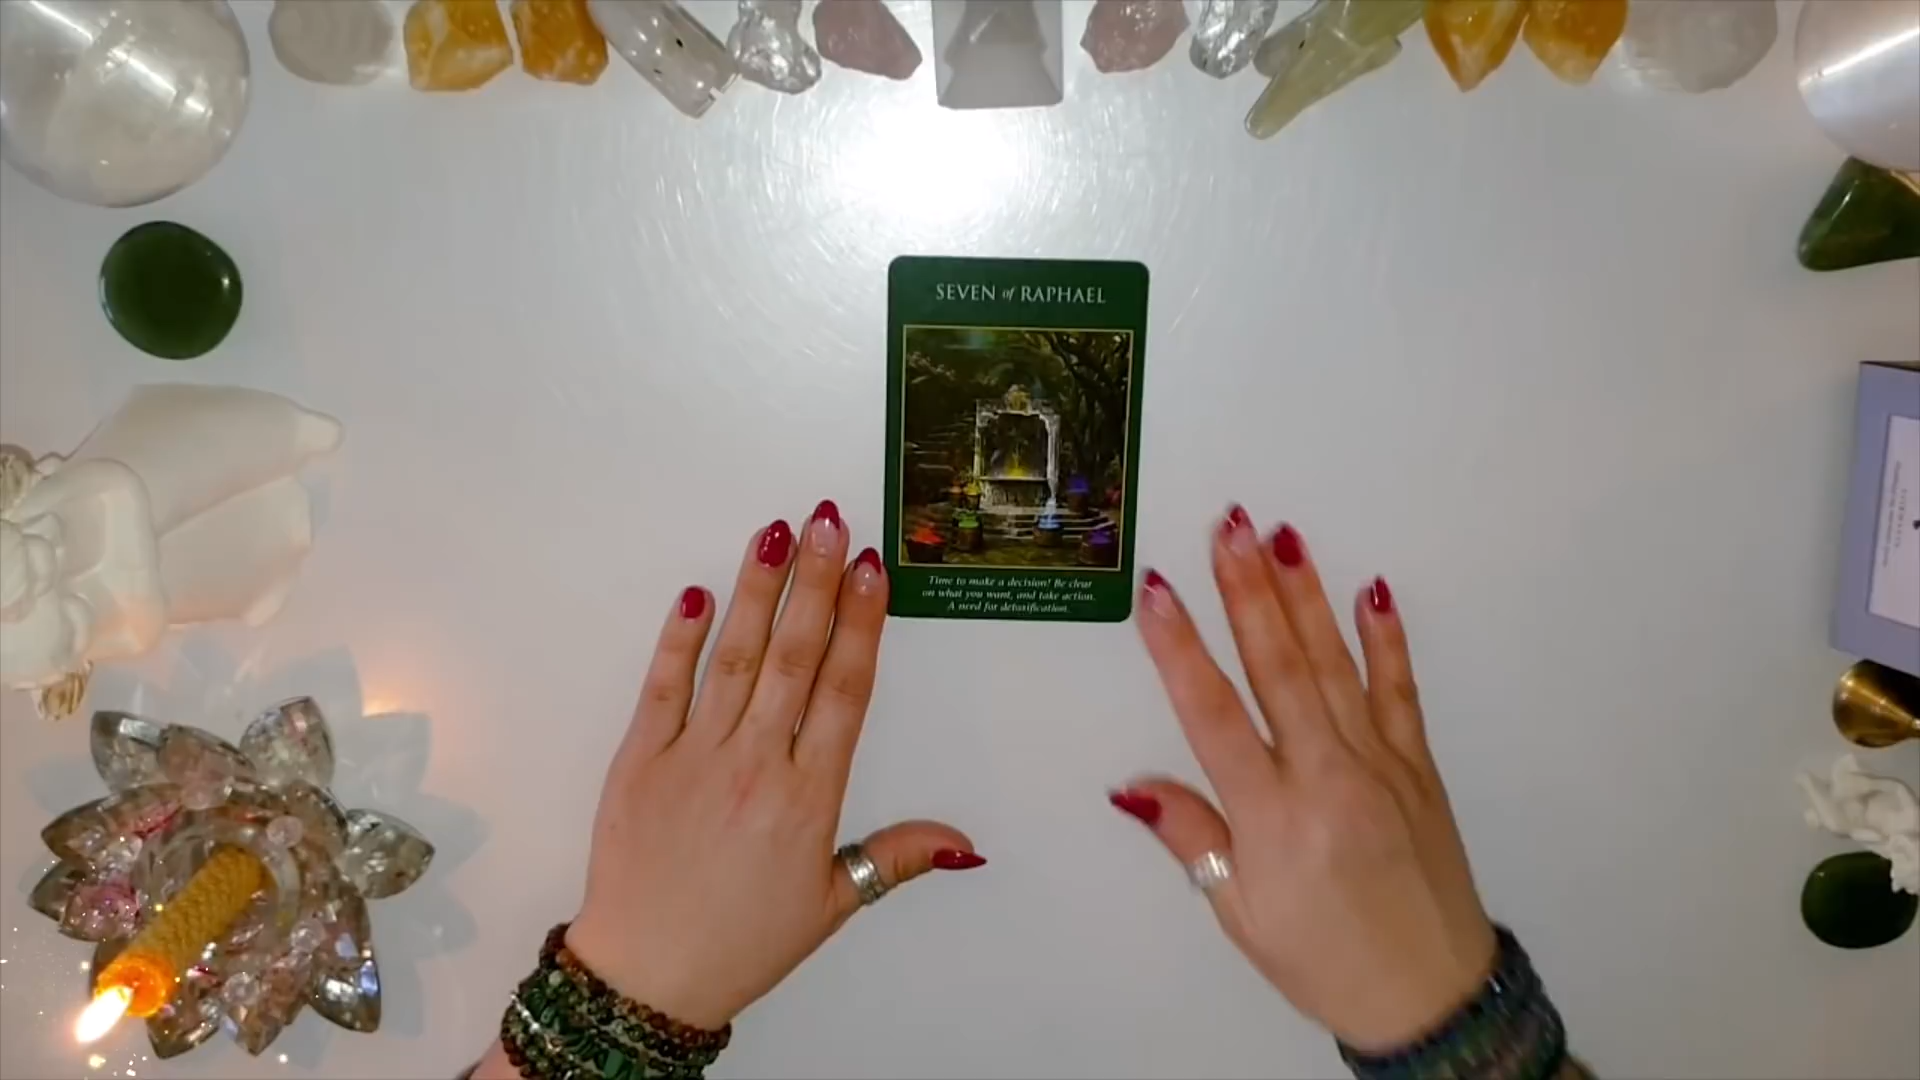 SEVEN of RAPHAEL
Time to make a decision! Be clear
on what you want, and take action.
A need for detoxification.